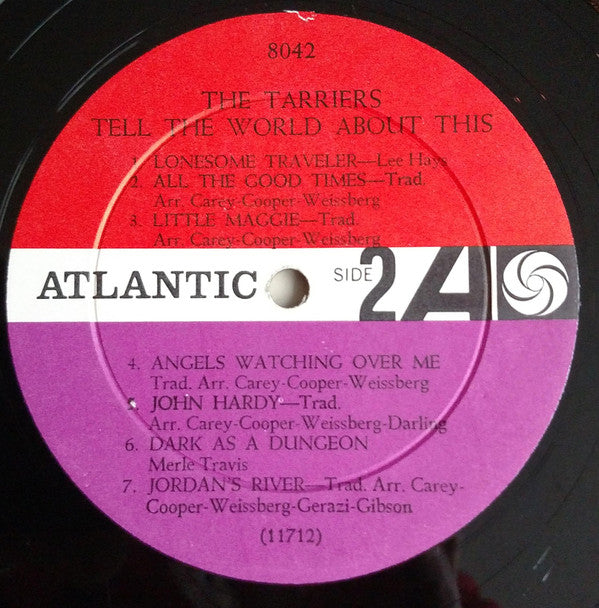 8042
THE TARRIERS
TELL THE WORLD ABOUT THIS
1. LONESOME TRAVELER—Lee Hays
2. ALL THE GOOD TIMES—Trad.
Arr. Carey-Cooper-Weissberg
3. LITTLE MAGGIE—Trad.
Arr. Carey-Cooper-Weissberg
ATLANTIC SIDE 2 A
4. ANGELS WATCHING OVER ME
Trad. Arr. Carey-Cooper-Weissberg
5. JOHN HARDY—Trad.
Arr. Carey-Cooper-Weissberg-Darling
6. DARK AS A DUNGEON
Merle Travis
7. JORDAN'S RIVER—Trad. Arr. Carey-
Cooper-Weissberg-Gerazi-Gibson
(11712)